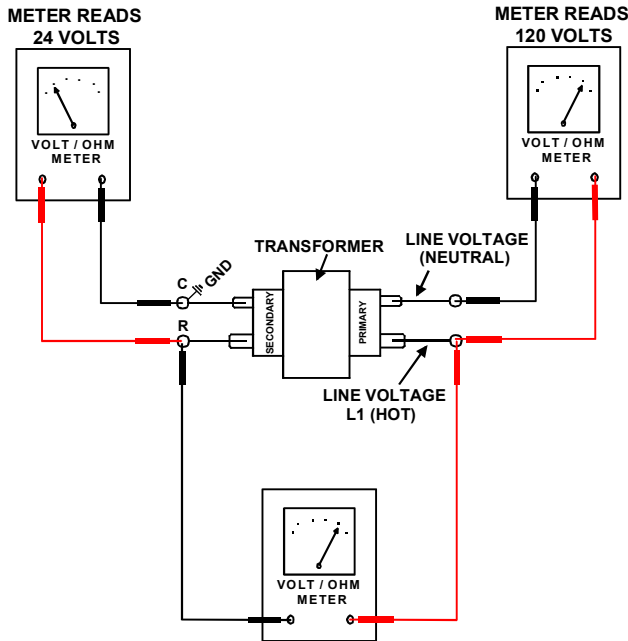 METER READS
24 VOLTS
METER READS
120 VOLTS
VOLT / OHM
METER
VOLT / OHM
METER
TRANSFORMER
LINE VOLTAGE
(NEUTRAL)
C
GND
R
SECONDARY
PRIMARY
LINE VOLTAGE
L1 (HOT)
VOLT / OHM
METER